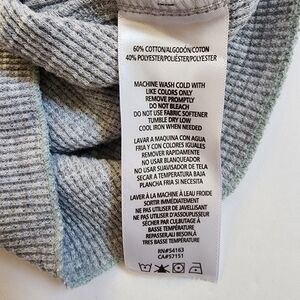 60% COTTON/ALGODÓN/COTON
40% POLYESTER/POLIÉSTER/POLYESTER
MACHINE WASH COLD WITH
LIKE COLORS ONLY
REMOVE PROMPTLY
DO NOT BLEACH
DO NOT USE FABRIC SOFTENER
TUMBLE DRY LOW
COOL IRON WHEN NEEDED
LAVAR A MAQUINA CON AGUA
FRIA Y CON COLORES IGUALES
REMOVER RAPIDAMENTE
NO USAR BLANQUEADOR
NO USAR SUAVISADOR DE TELA
SECAR A TEMPERATURA BAJA
PLANCHA FRIA SI NECESITA
LAVER À LA MACHINE À L'EAU FROIDE
SORTIR IMMÉDIATEMENT
NE PAS UTILISER DE JAVELLISANT
NE PAS UTILISER D'ASSOUPLISEUR
SÉCHER PAR CULBUTAGE À
BASSE TEMPÉRATURE
REPASSER,AU BESOIN,À
TRES BASSE TEMPÉRATURE
RN#54163
CA#57151